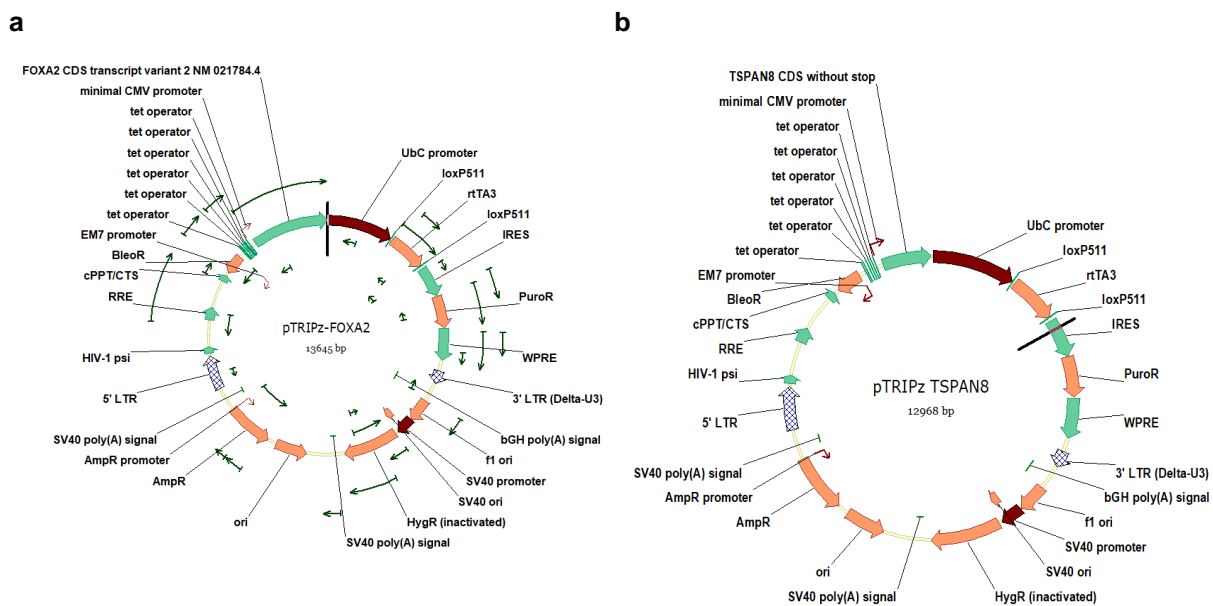 a
FOXA2 CDS transcript variant 2 NM 021784.4
minimal CMV promoter
tet operator
tet operator
tet operator
tet operator
tet operator
tet operator
EM7 promoter
BleoR
cPPT/CTS
RRE
HIV-1 psi
5' LTR
SV40 poly(A) signal
AmpR promoter
AmpR
ori
SV40 poly(A) signal
HygR (inactivated)
SV40 ori
SV40 promoter
f1 ori
bGH poly(A) signal
3' LTR (Delta-U3)
WPRE
PuroR
IRES
loxP511
rtTA3
loxP511
UbC promoter
pTRIPz-FOXA2
13645 bp
b
TSPAN8 CDS without stop
minimal CMV promoter
tet operator
tet operator
tet operator
tet operator
tet operator
tet operator
EM7 promoter
BleoR
cPPT/CTS
RRE
HIV-1 psi
5' LTR
SV40 poly(A) signal
AmpR promoter
AmpR
ori
SV40 poly(A) signal
HygR (inactivated)
SV40 ori
SV40 promoter
f1 ori
bGH poly(A) signal
3' LTR (Delta-U3)
WPRE
PuroR
IRES
loxP511
rtTA3
loxP511
UbC promoter
pTRIPz TSPAN8
12968 bp